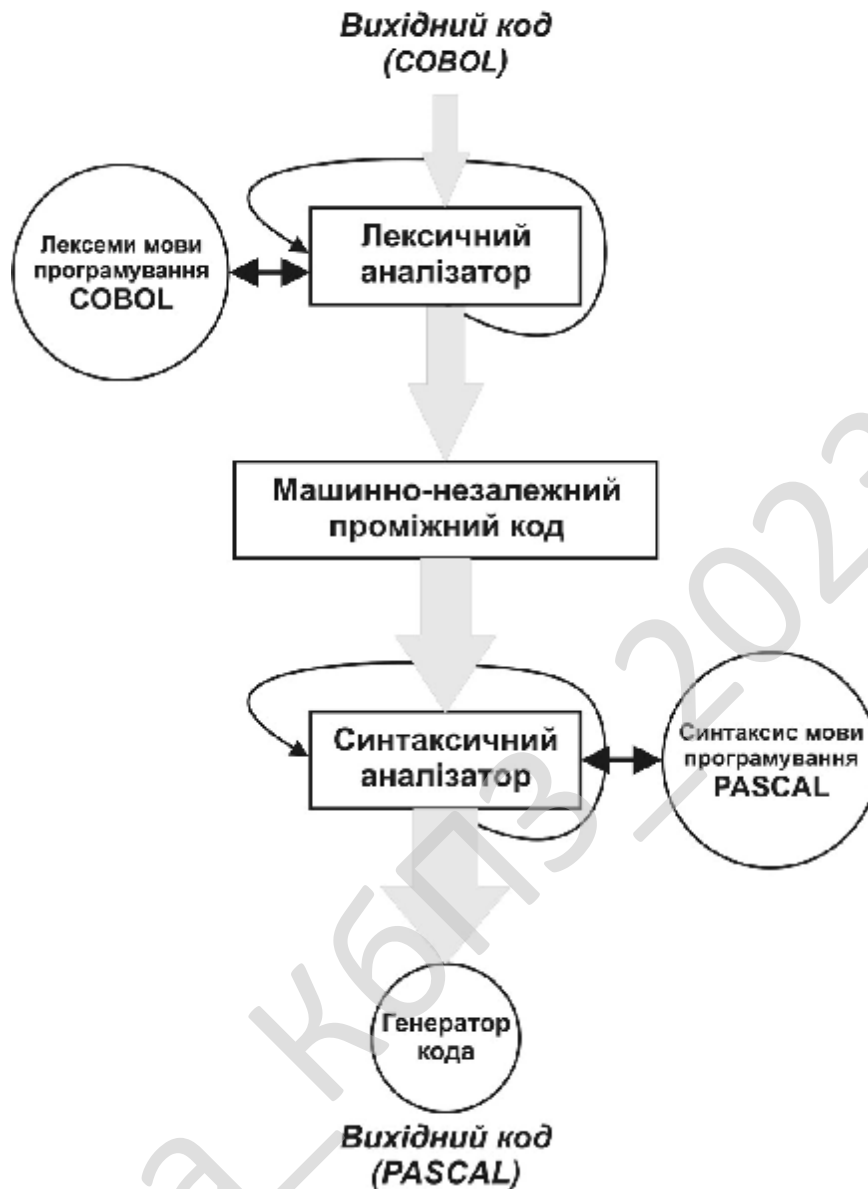 Вихідний код
(COBOL)
Лексичний
аналізатор
Лексеми мови
програмування
COBOL
Машинно-незалежний
проміжний код
Синтаксичний
аналізатор
Синтаксис мови
програмування
PASCAL
Генератор
кода
Вихідний код
(PASCAL)
а_КбПЗ_2023